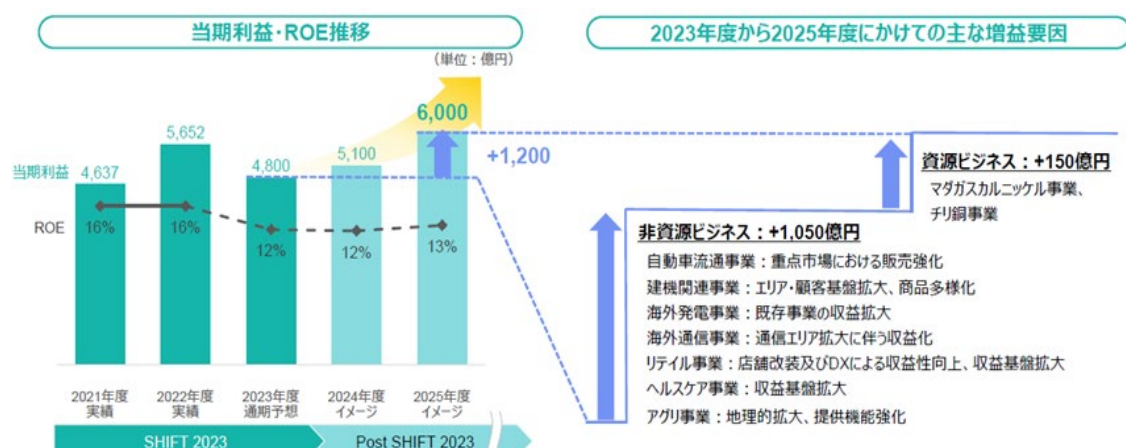 当期利益・ROE推移
（単位：億円）
6,000
5,652
4,637
4,800
5,100
+1,200
当期利益
ROE
16%
16%
12%
12%
13%
2021年度
実績
2022年度
実績
2023年度
通期予想
2024年度
イメージ
2025年度
イメージ
SHIFT 2023
Post SHIFT 2023
2023年度から2025年度にかけての主な増益要因
資源ビジネス：+150億円
マダガスカルニッケル事業、
チリ銅事業
非資源ビジネス：+1,050億円
自動車流通事業：重点市場における販売強化
建機関連事業：エリア・顧客基盤拡大、商品多様化
海外発電事業：既存事業の収益拡大
海外通信事業：通信エリア拡大に伴う収益化
リテイル事業：店舗改装及びDXによる収益性向上、収益基盤拡大
ヘルスケア事業：収益基盤拡大
アグリ事業：地理的拡大、提供機能強化